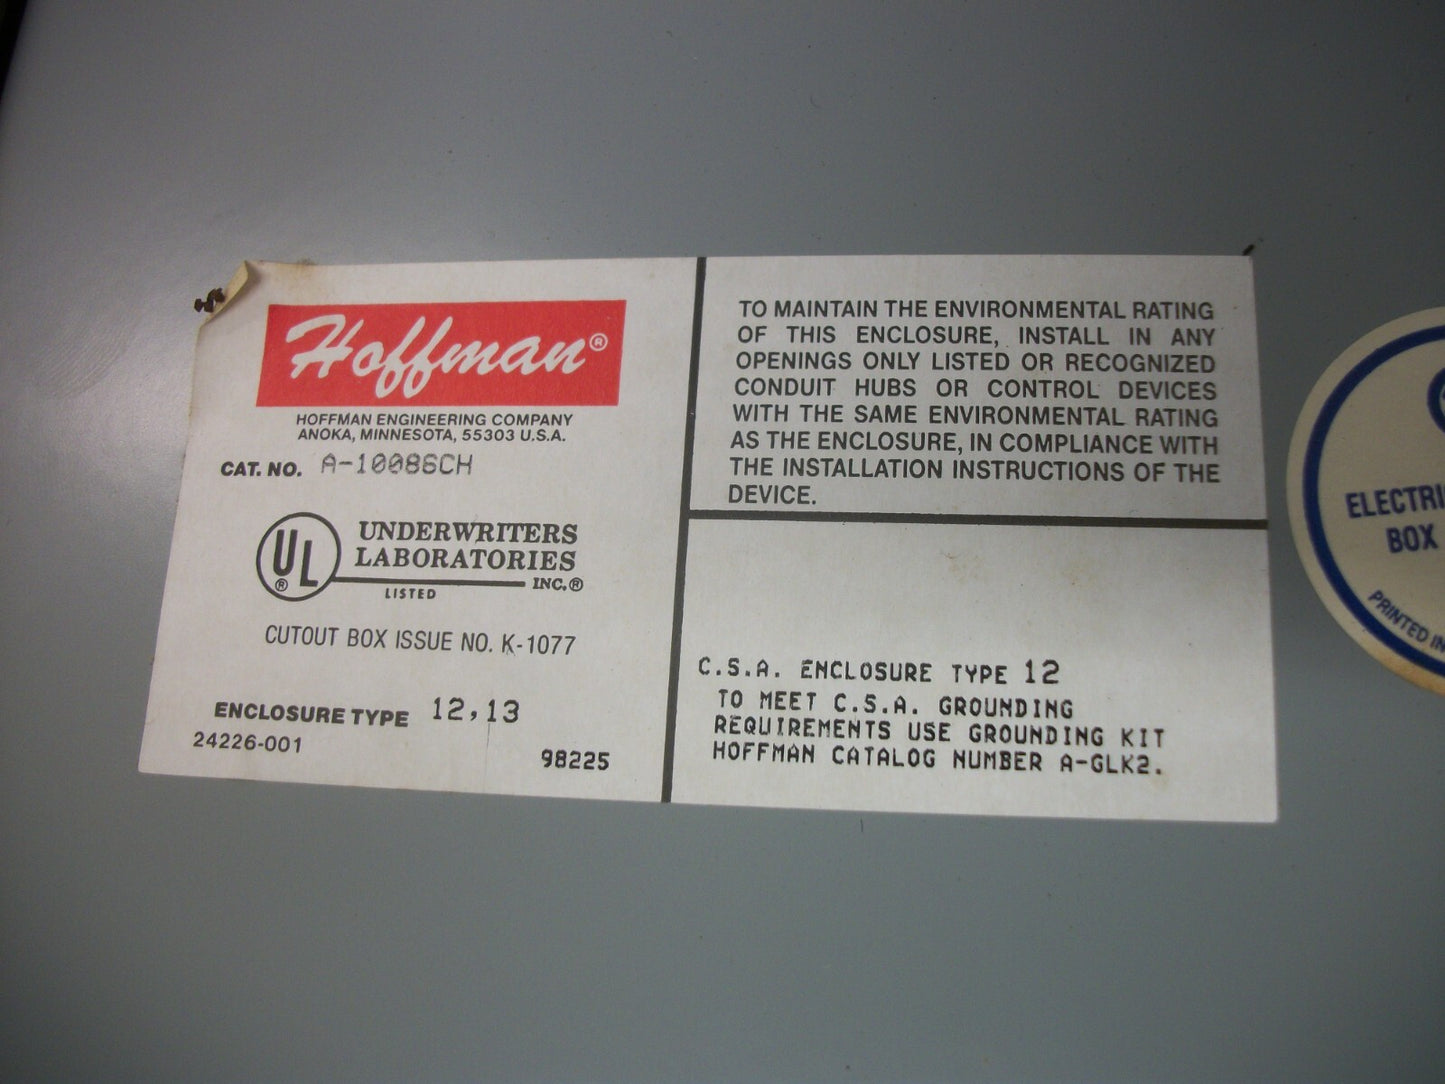 Hoffman®
HOFFMAN ENGINEERING COMPANY
ANOKA, MINNESOTA, 55303 U.S.A.
CAT. NO. A-10086CH
UL®
UNDERWRITERS
LABORATORIES
INC.®
LISTED
CUTOUT BOX ISSUE NO. K-1077
ENCLOSURE TYPE 12,13
24226-001
98225
TO MAINTAIN THE ENVIRONMENTAL RATING
OF THIS ENCLOSURE, INSTALL IN ANY
OPENINGS ONLY LISTED OR RECOGNIZED
CONDUIT HUBS OR CONTROL DEVICES
WITH THE SAME ENVIRONMENTAL RATING
AS THE ENCLOSURE, IN COMPLIANCE WITH
THE INSTALLATION INSTRUCTIONS OF THE
DEVICE.
C.S.A. ENCLOSURE TYPE 12
TO MEET C.S.A. GROUNDING
REQUIREMENTS USE GROUNDING KIT
HOFFMAN CATALOG NUMBER A-GLK2.
BOX
PRINTED IN